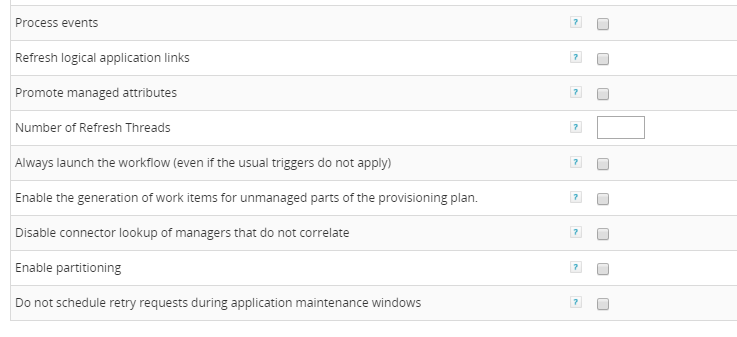 Process events ?
Refresh logical application links ?
Promote managed attributes ?
Number of Refresh Threads ?
Always launch the workflow (even if the usual triggers do not apply) ?
Enable the generation of work items for unmanaged parts of the provisioning plan. ?
Disable connector lookup of managers that do not correlate ?
Enable partitioning ?
Do not schedule retry requests during application maintenance windows ?